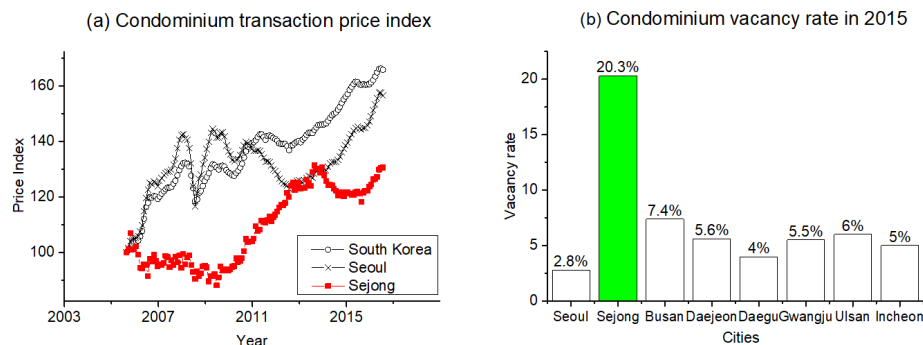 (a) Condominium transaction price index
160
140
120
100
Price Index
South Korea
Seoul
Sejong
2003 2007 2011 2015
Year
(b) Condominium vacancy rate in 2015
20
15
10
5
0
Vacancy rate
2.8%
20.3%
7.4%
5.6%
4%
5.5%
6%
5%
Seoul Sejong Busan Daejeon Daegu Gwangju Ulsan Incheon
Cities